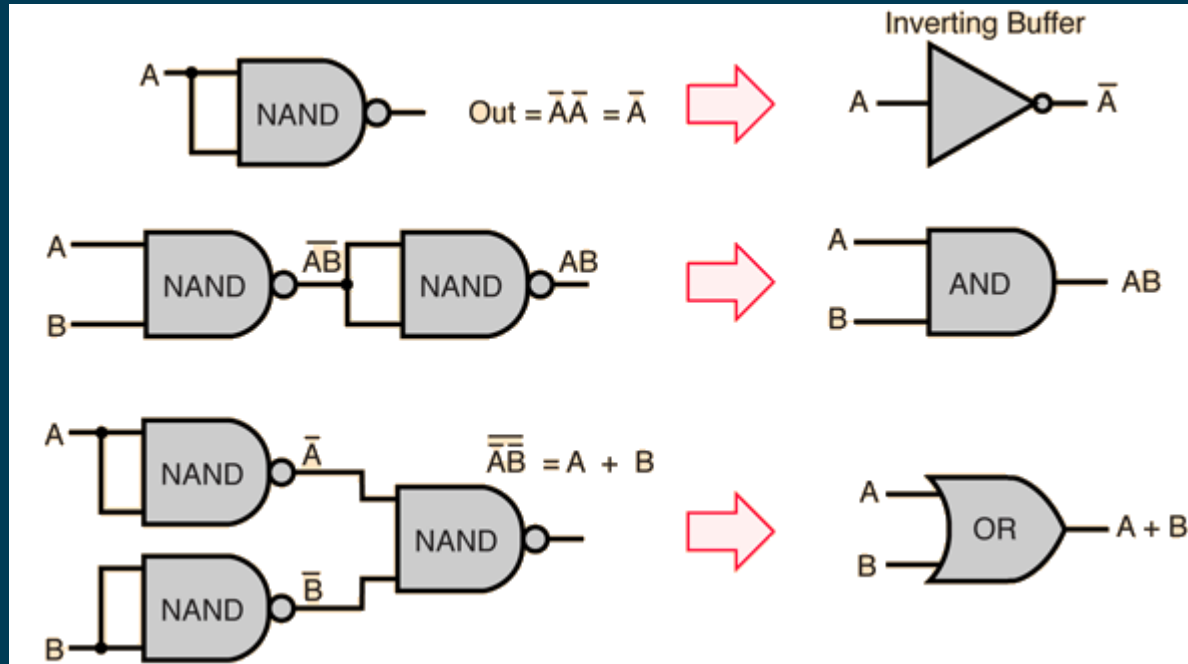 Inverting Buffer
A NAND Out = A̅A̅ = A̅ A A̅
A NAND A̅B̅ NAND AB A AND AB
B B
A NAND A̅ A̿B̿ = A + B
NAND A OR A + B
B NAND B̅ B